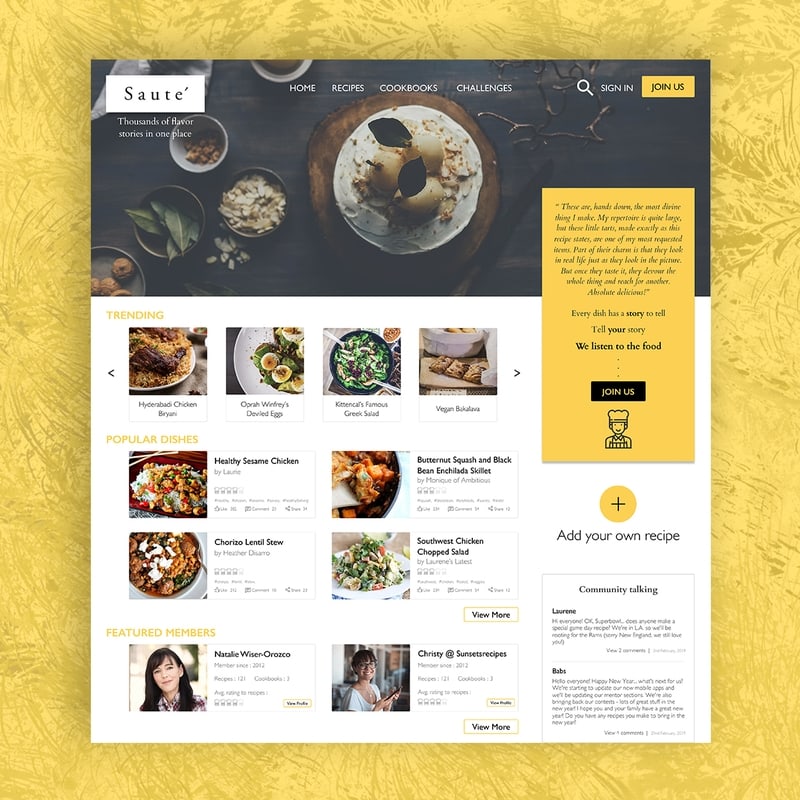 Saute´
Thousands of flavor
stories in one place
HOME
RECIPES
COOKBOOKS
CHALLENGES
SIGN IN
JOIN US
“ These are, hands down, the most divine
thing I make. My repertoire is quite large,
but these little tarts, made exactly as this
recipe states, are one of my most requested
items. Part of their charm is that they look
in real life just as they look in the picture.
But once they taste it, they devour the
whole thing and reach for another.
Absolute delicious!"
Every dish has a story to tell
Tell your story
We listen to the food
JOIN US
+
Add your own recipe
TRENDING
<
>
Hyderabadi Chicken
Biryani
Oprah Winfrey's
Deviled Eggs
Kittencal's Famous
Greek Salad
Vegan Bakalava
POPULAR DISHES
Healthy Sesame Chicken
by Laurie
Like 382
Comment 23
Share 34
Butternut Squash and Black
Bean Enchilada Skillet
by Monique of Ambitious
Comment 34
Share 12
Chorizo Lentil Stew
by Heather Disarro
Like 212
Comment 10
Share 23
Southwest Chicken
Chopped Salad
by Laurene's Latest
Comment 34
Share 12
View More
FEATURED MEMBERS
Natalie Wiser-Orozco
Member since : 2012
Recipes : 121
Cookbooks : 3
Avg. rating to recipes :
View Profile
Christy @ Sunsetsrecipes
Member since : 2012
Recipes : 121
Cookbooks : 3
Avg. rating to recipes :
View Profile
View More
Community talking
Laurene
Hi everyone! OK, Superbowl... does anyone make a
special game day recipe? We're in L.A. so we'll be
rooting for the Rams (sorry New England, we still love
you!)
View 2 comments | 2nd February, 2019
Babs
Hello everyone! Happy New Year... what's next for us?
We're starting to update our new mobile apps and
we'll be updating our mentor sections. We're also
bringing back our contests - lots of great stuff in the
new year! I hope you and your family have a great new
year! Do you have any recipes you make to bring in the
new year?
View 1 comments | 2nd February, 2019